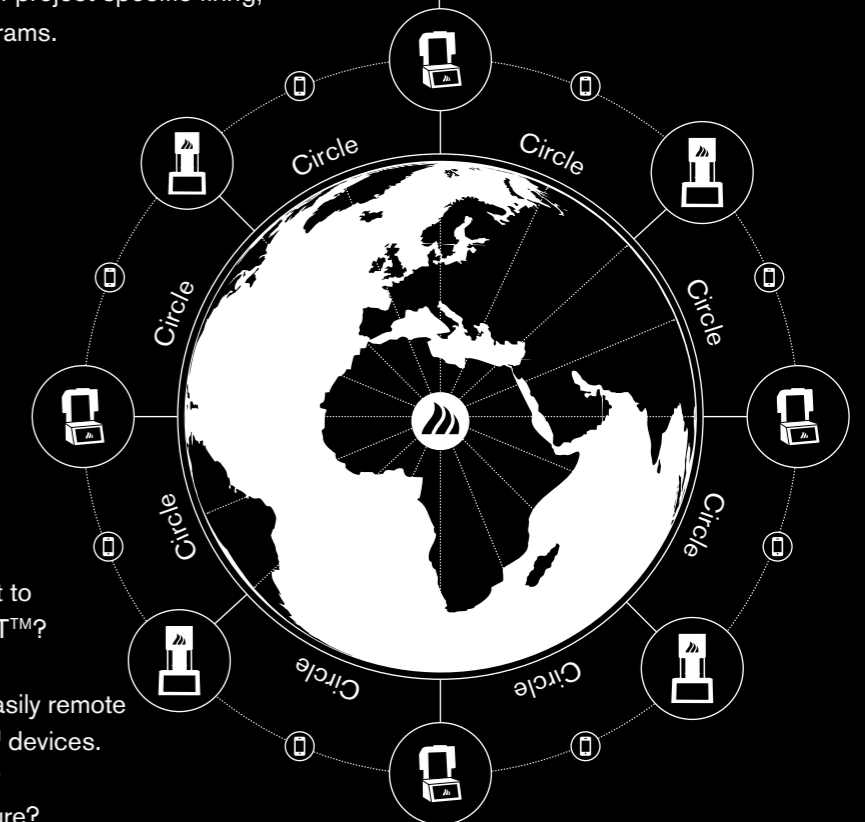 project-specific firing,
rams.
Circle
Circle
Circle
Circle
Circle
Circle
t to
T™?
Circle
Circle
asily remote
devices.
ure?